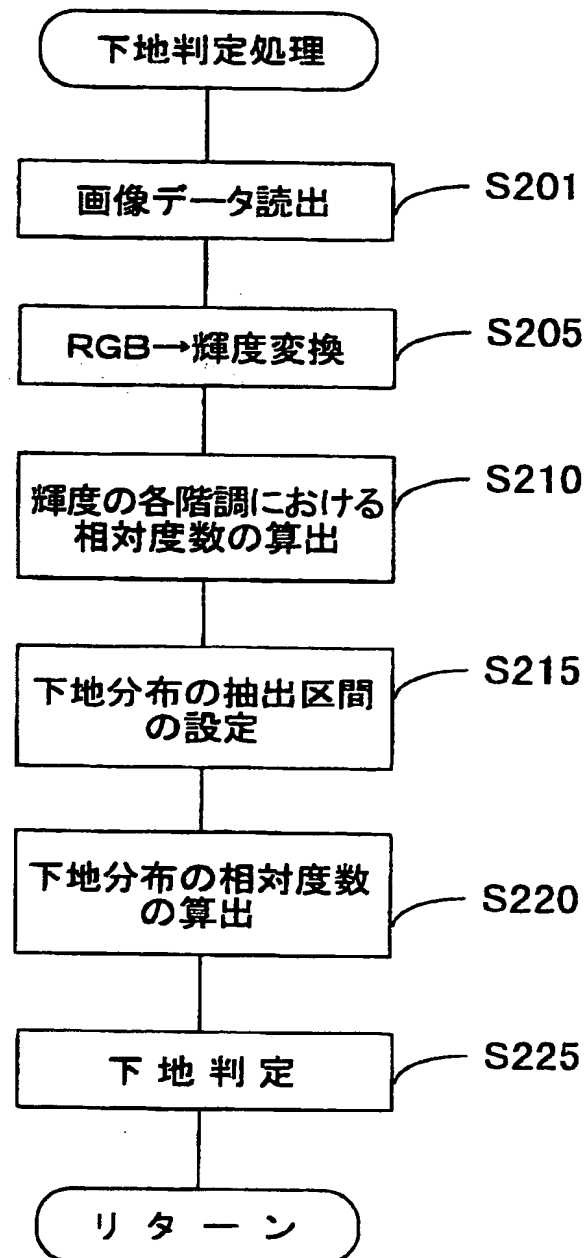 下地判定処理
画像データ読出
S201
RGB→輝度変換
S205
輝度の各階調における
相対度数の算出
S210
下地分布の抽出区間
の設定
S215
下地分布の相対度数
の算出
S220
下地判定
S225
リターン